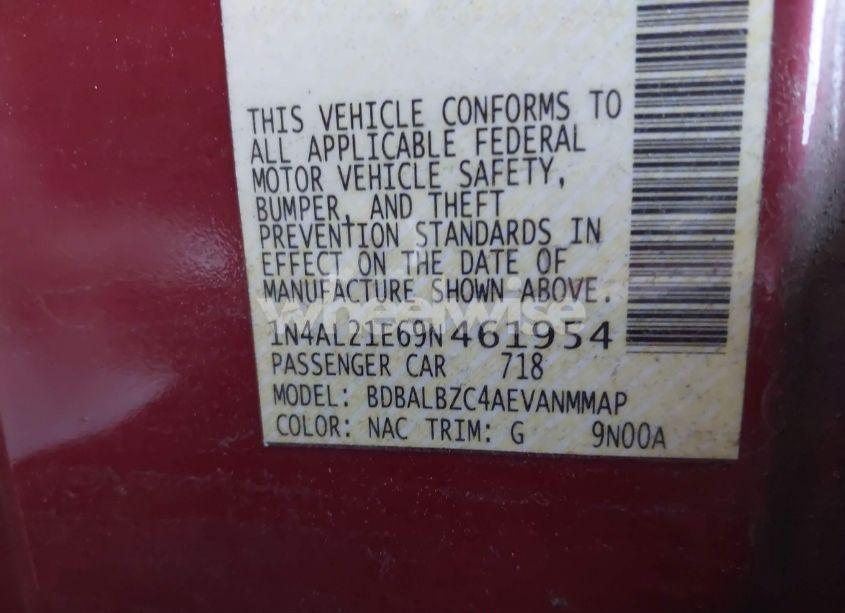 THIS VEHICLE CONFORMS TO
ALL APPLICABLE FEDERAL
MOTOR VEHICLE SAFETY,
BUMPER, AND THEFT
PREVENTION STANDARDS IN
EFFECT ON THE DATE OF
MANUFACTURE SHOWN ABOVE.
wheelwise
1N4AL21E69N461954
PASSENGER CAR 718
MODEL: BDBALBZC4AEVANMMAP
COLOR: NAC TRIM: G 9N00A